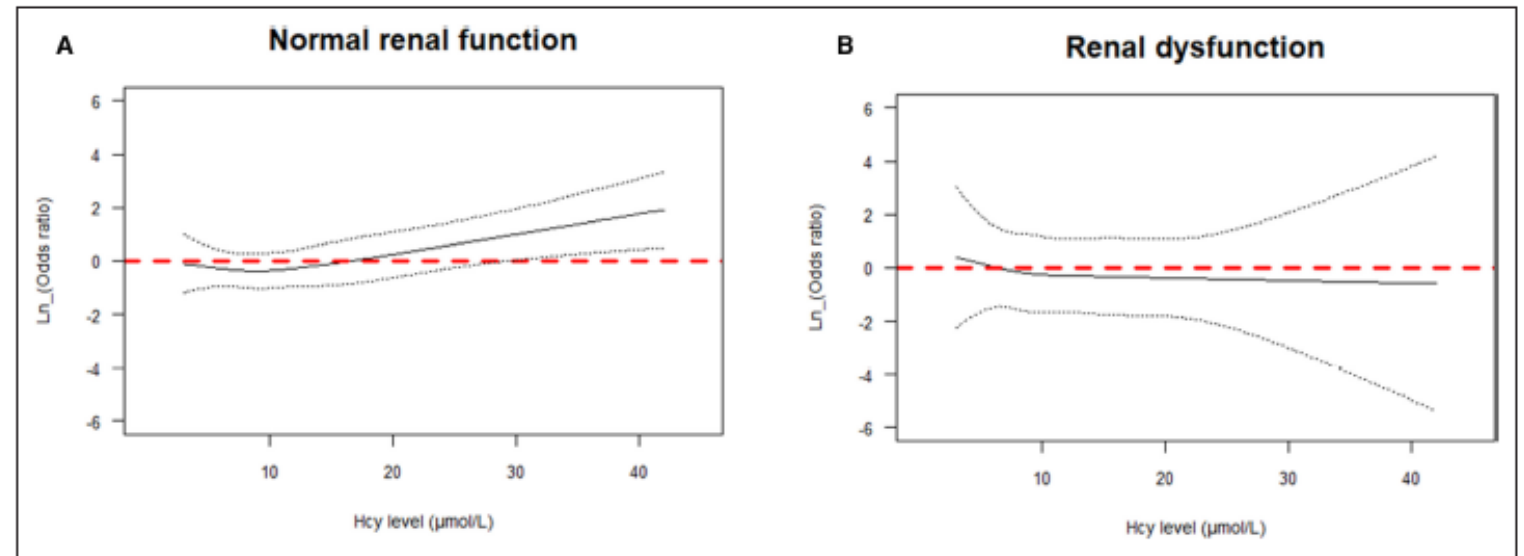 A
Normal renal function
6
4
2
0
-2
-4
-6
Ln_(Odds ratio)
10 20 30 40
Hcy level (µmol/L)
B
Renal dysfunction
6
4
2
0
-2
-4
-6
Ln_(Odds ratio)
10 20 30 40
Hcy level (µmol/L)